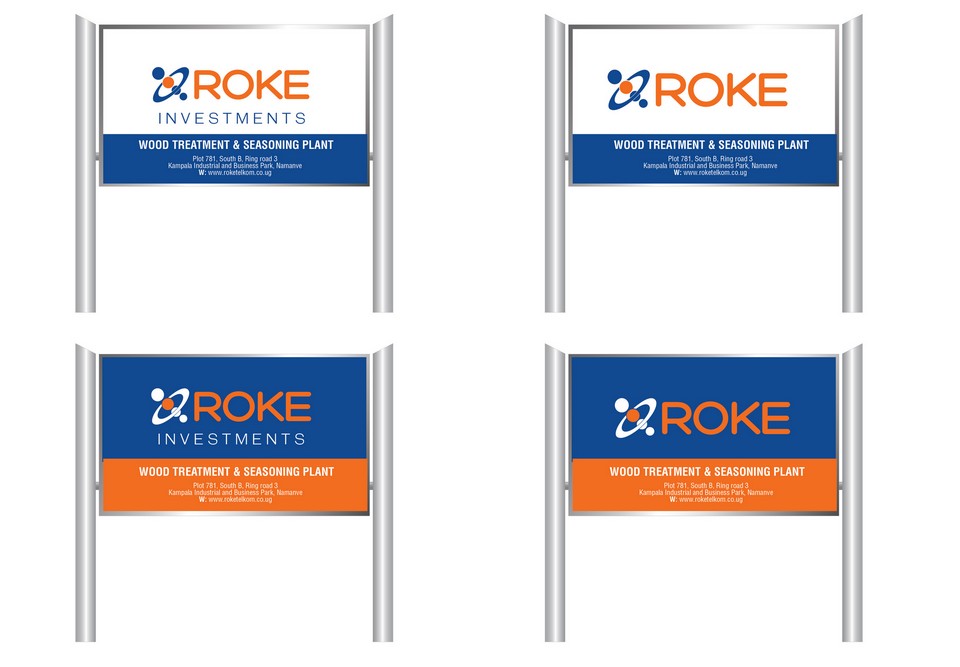 ROKE
INVESTMENTS
WOOD TREATMENT & SEASONING PLANT
Plot 781, South B, Ring road 3
Kampala Industrial and Business Park, Namanve
W: www.roketelkom.co.ug
ROKE
WOOD TREATMENT & SEASONING PLANT
Plot 781, South B, Ring road 3
Kampala Industrial and Business Park, Namanve
W: www.roketelkom.co.ug
ROKE
INVESTMENTS
WOOD TREATMENT & SEASONING PLANT
Plot 781, South B, Ring road 3
Kampala Industrial and Business Park, Namanve
W: www.roketelkom.co.ug
ROKE
WOOD TREATMENT & SEASONING PLANT
Plot 781, South B, Ring road 3
Kampala Industrial and Business Park, Namanve
W: www.roketelkom.co.ug